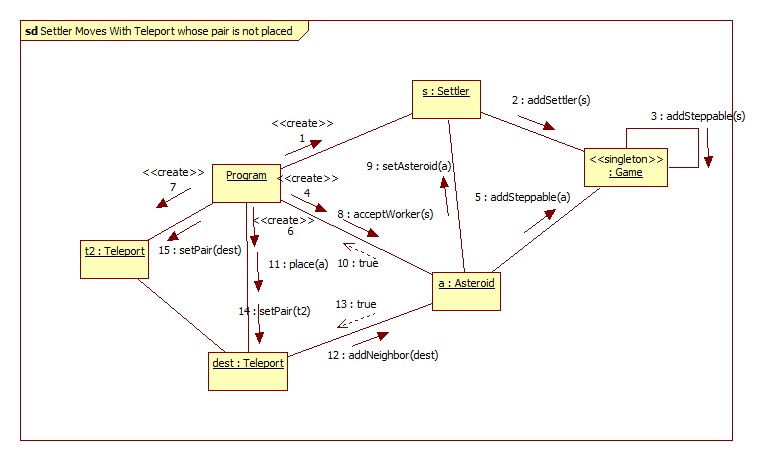 sd Settler Moves With Teleport whose pair is not placed
s : Settler
2 : addSettler(s)
3 : addSteppable(s)
<<create>>
1
<<singleton>>
: Game
<<create>>
7
Program
<<create>>
4
9 : setAsteroid(a)
5 : addSteppable(a)
<<create>>
6
8 : acceptWorker(s)
t2 : Teleport
15 : setPair(dest)
11 : place(a)
10 : true
a : Asteroid
14 : setPair(t2)
13 : true
dest : Teleport
12 : addNeighbor(dest)